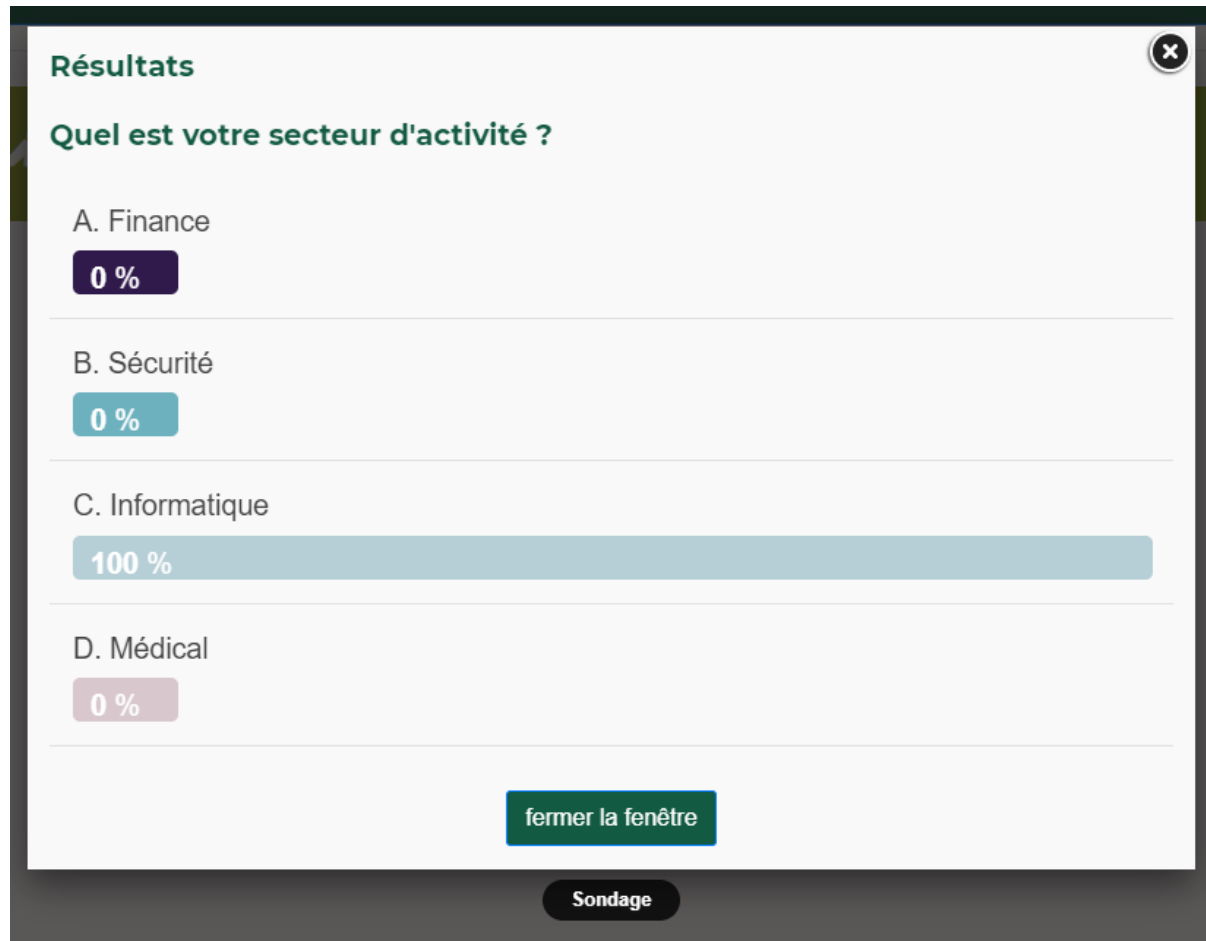 Résultats
Quel est votre secteur d'activité ?
A. Finance
0 %
B. Sécurité
0 %
C. Informatique
100 %
D. Médical
0 %
fermer la fenêtre
Sondage